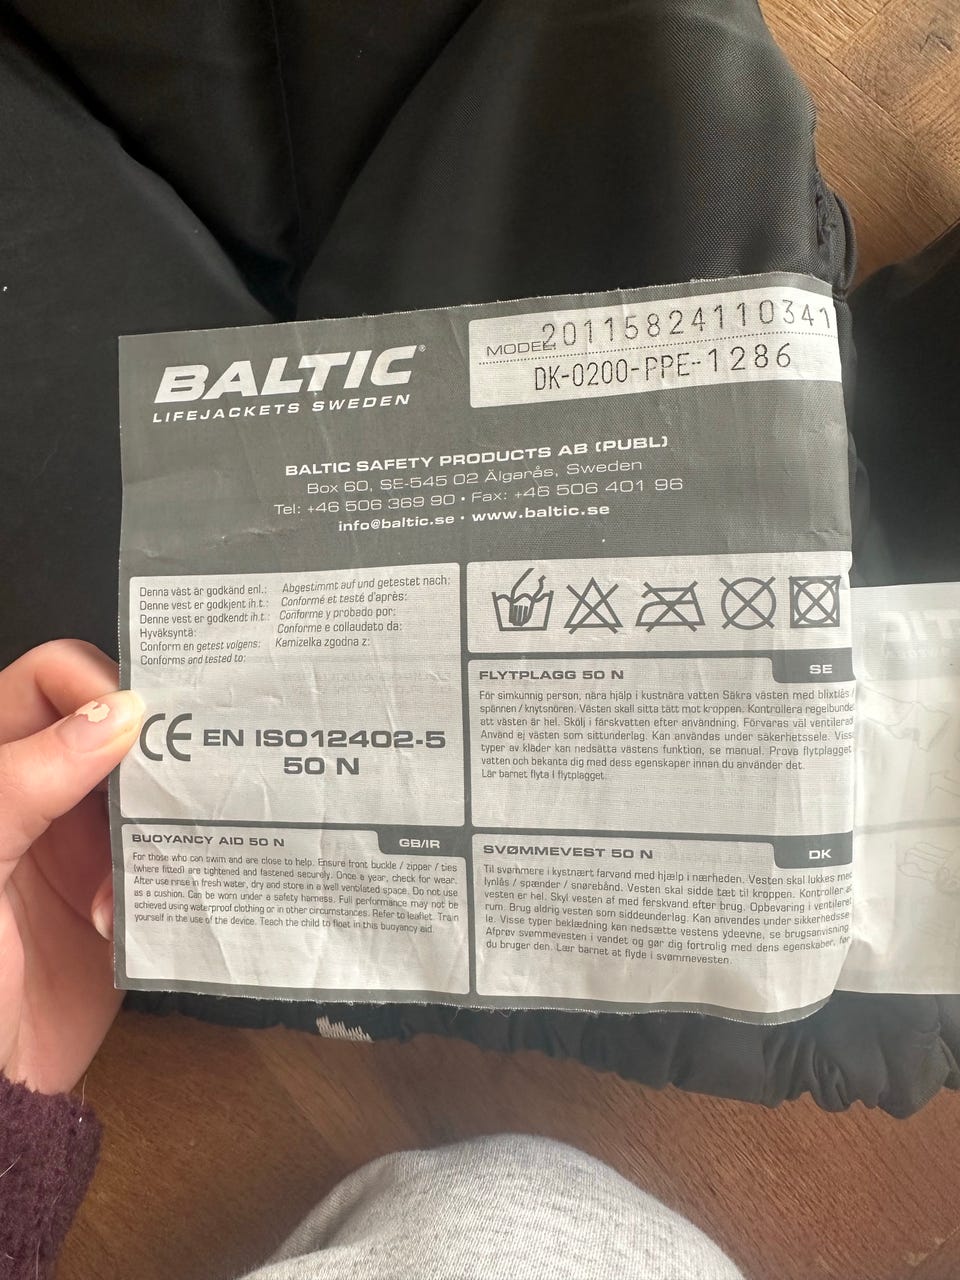 BALTIC®
LIFEJACKETS SWEDEN
MODEL: 20115824110341
DK-0200-PPE-1286
BALTIC SAFETY PRODUCTS AB (PUBL)
Box 60, SE-545 02 Älgarås, Sweden
Tel: +46 506 369 90 • Fax: +46 506 401 96
info@baltic.se • www.baltic.se
Denna väst är godkänd enl.:
Denne vest er godkjent ih.t.:
Denne vest er godkendt ih.t.:
Hyväksyntä:
Conform en getest volgens:
Conforms and tested to:
Abgestimmt auf und getestet nach:
Conformé et testé d'après:
Conforme y probado por:
Conforme e collaudeto da:
Kamizelka zgodna z:
CE EN ISO12402-5
50 N
FLYTPLAGG 50 N
SE
För simkunnig person, nära hjälp i kustnära vatten Säkra västen med blixtlås /
spännen / knytsnören. Västen skall sitta tätt mot kroppen. Kontrollera regelbundet
att västen är hel. Skölj i färskvatten efter användning. Förvaras väl ventilerad
Använd ej västen som sittunderlag. Kan användas under säkerhetssele. Vissa
typer av kläder kan nedsätta västens funktion, se manual. Prova flytplagget
vatten och bekanta dig med dess egenskaper innan du använder det.
Lär barnet flyta i flytplagget.
BUOYANCY AID 50 N
GB/IR
For those who can swim and are close to help. Ensure front buckle / zipper / ties
(where fitted) are tightened and fastened securely. Once a year, check for wear.
After use rinse in fresh water, dry and store in a well ventilated space. Do not use
as a cushion. Can be worn under a safety harness. Full performance may not be
achieved using waterproof clothing or in other circumstances. Refer to leaflet. Train
yourself in the use of the device. Teach the child to float in this buoyancy aid.
SVØMMEVEST 50 N
DK
Til svømmere i kystnært farvand med hjælp i nærheden. Vesten skal lukkes med
lynlås / spænder / snørebånd. Vesten skal sidde tæt til kroppen. Kontroller at
vesten er hel. Skyl vesten af med ferskvand efter brug. Opbevaring i ventileret
rum. Brug aldrig vesten som siddeunderlag. Kan anvendes under sikkerhedsse-
le. Visse typer beklædning kan nedsætte vestens ydeevne, se brugsanvisning.
Afprøv svømmevesten i vandet og gør dig fortrolig med dens egenskaber, før
du bruger den. Lær barnet at flyde i svømmevesten.